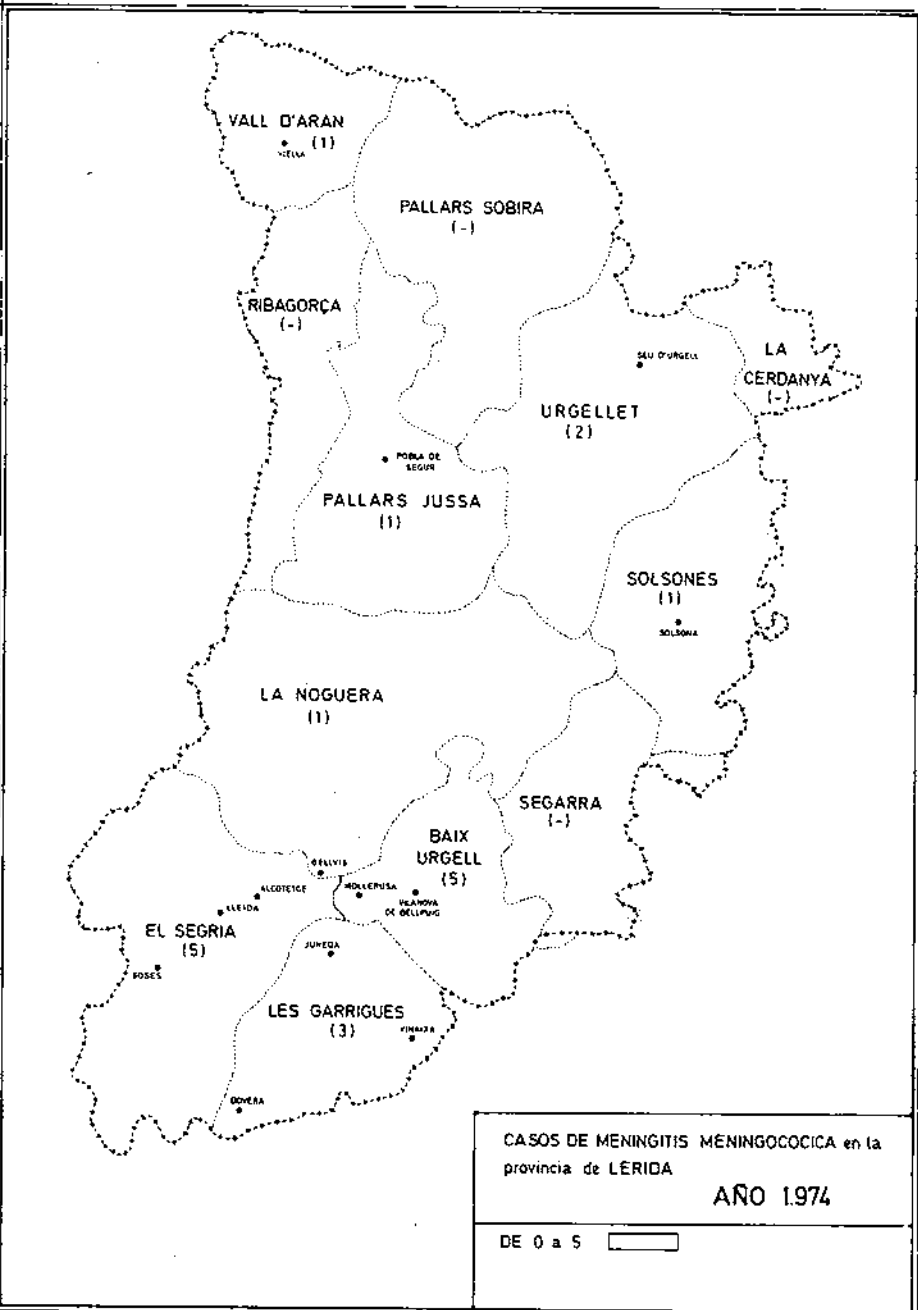 VALL D'ARAN
(1)
VIELLA
PALLARS SOBIRA
(-)
RIBAGORÇA
(-)
LA
CERDANYA
(-)
SEU D'URGELL
URGELLET
(2)
POBLA DE
SEGUR
PALLARS JUSSA
(1)
SOLSONES
(1)
SOLSONA
LA NOGUERA
(1)
SEGARRA
(-)
BAIX
URGELL
(5)
BELLVIS
MOLLERUSA
VILANOVA
DE BELLPUIG
ALCOTETGE
LLEIDA
EL SEGRIA
(5)
SOSES
JUNEDA
LES GARRIGUES
(3)
VINAIXA
BOVERA
CASOS DE MENINGITIS MENINGOCOCICA en la
provincia de LERIDA
AÑO 1.974
DE 0 a 5